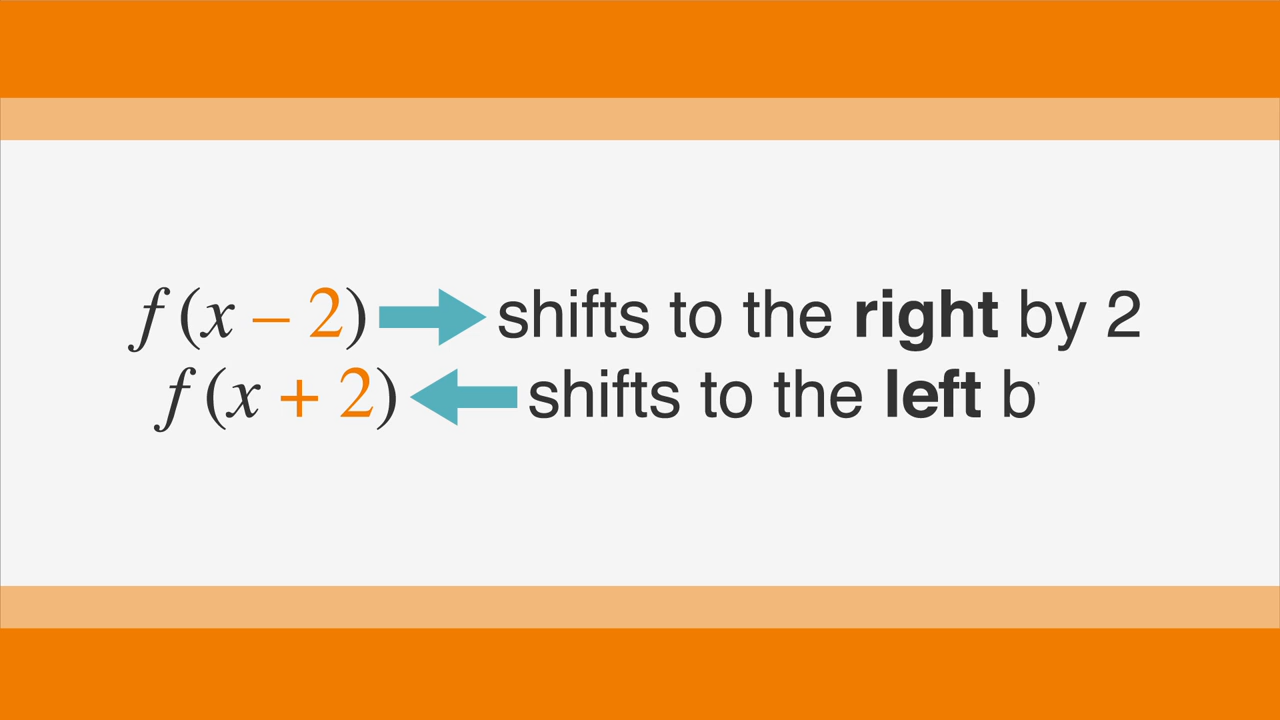 f(x – 2) shifts to the right by 2
f(x + 2) shifts to the left b